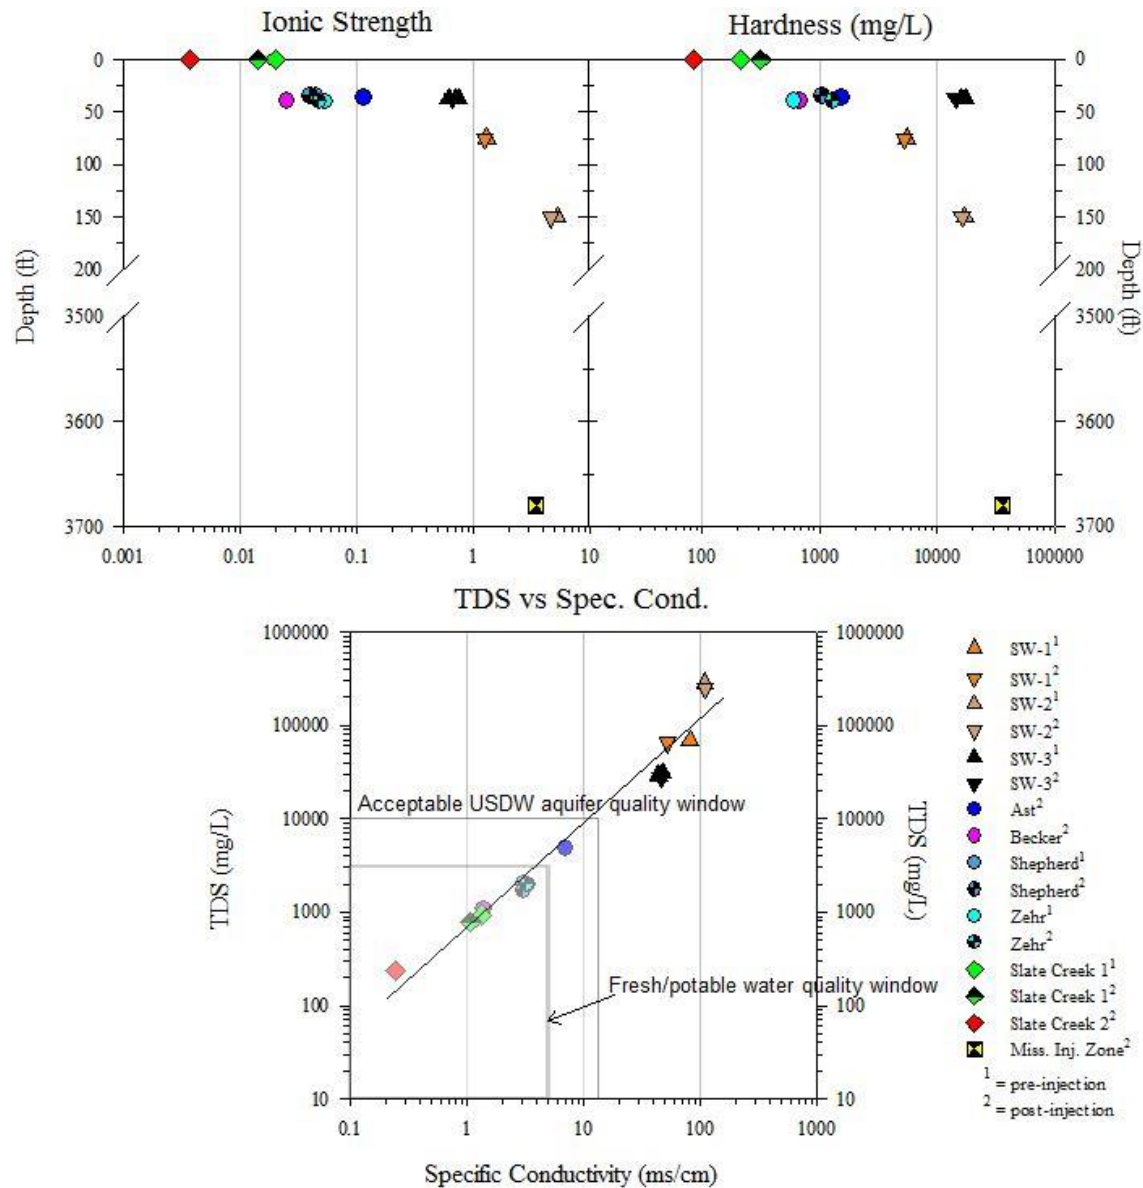 Ionic Strength
Hardness (mg/L)
0
50
100
150
200
3500
3600
3700
Depth (ft)
0
50
100
150
200
3500
3600
3700
Depth (ft)
0.001
0.01
0.1
1
10
100
1000
10000
100000
TDS vs Spec. Cond.
1000000
100000
10000
1000
100
10
TDS (mg/L)
1000000
100000
10000
1000
100
10
TDS (mg/L)
Acceptable USDW aquifer quality window
Fresh/potable water quality window
0.1
1
10
100
1000
Specific Conductivity (ms/cm)
SW-1¹
SW-1²
SW-2¹
SW-2²
SW-3¹
SW-3²
Ast²
Becker²
Shepherd¹
Shepherd²
Zehr¹
Zehr²
Slate Creek 1¹
Slate Creek 1²
Slate Creek 2²
Miss. Inj. Zone²
¹ = pre-injection
² = post-injection